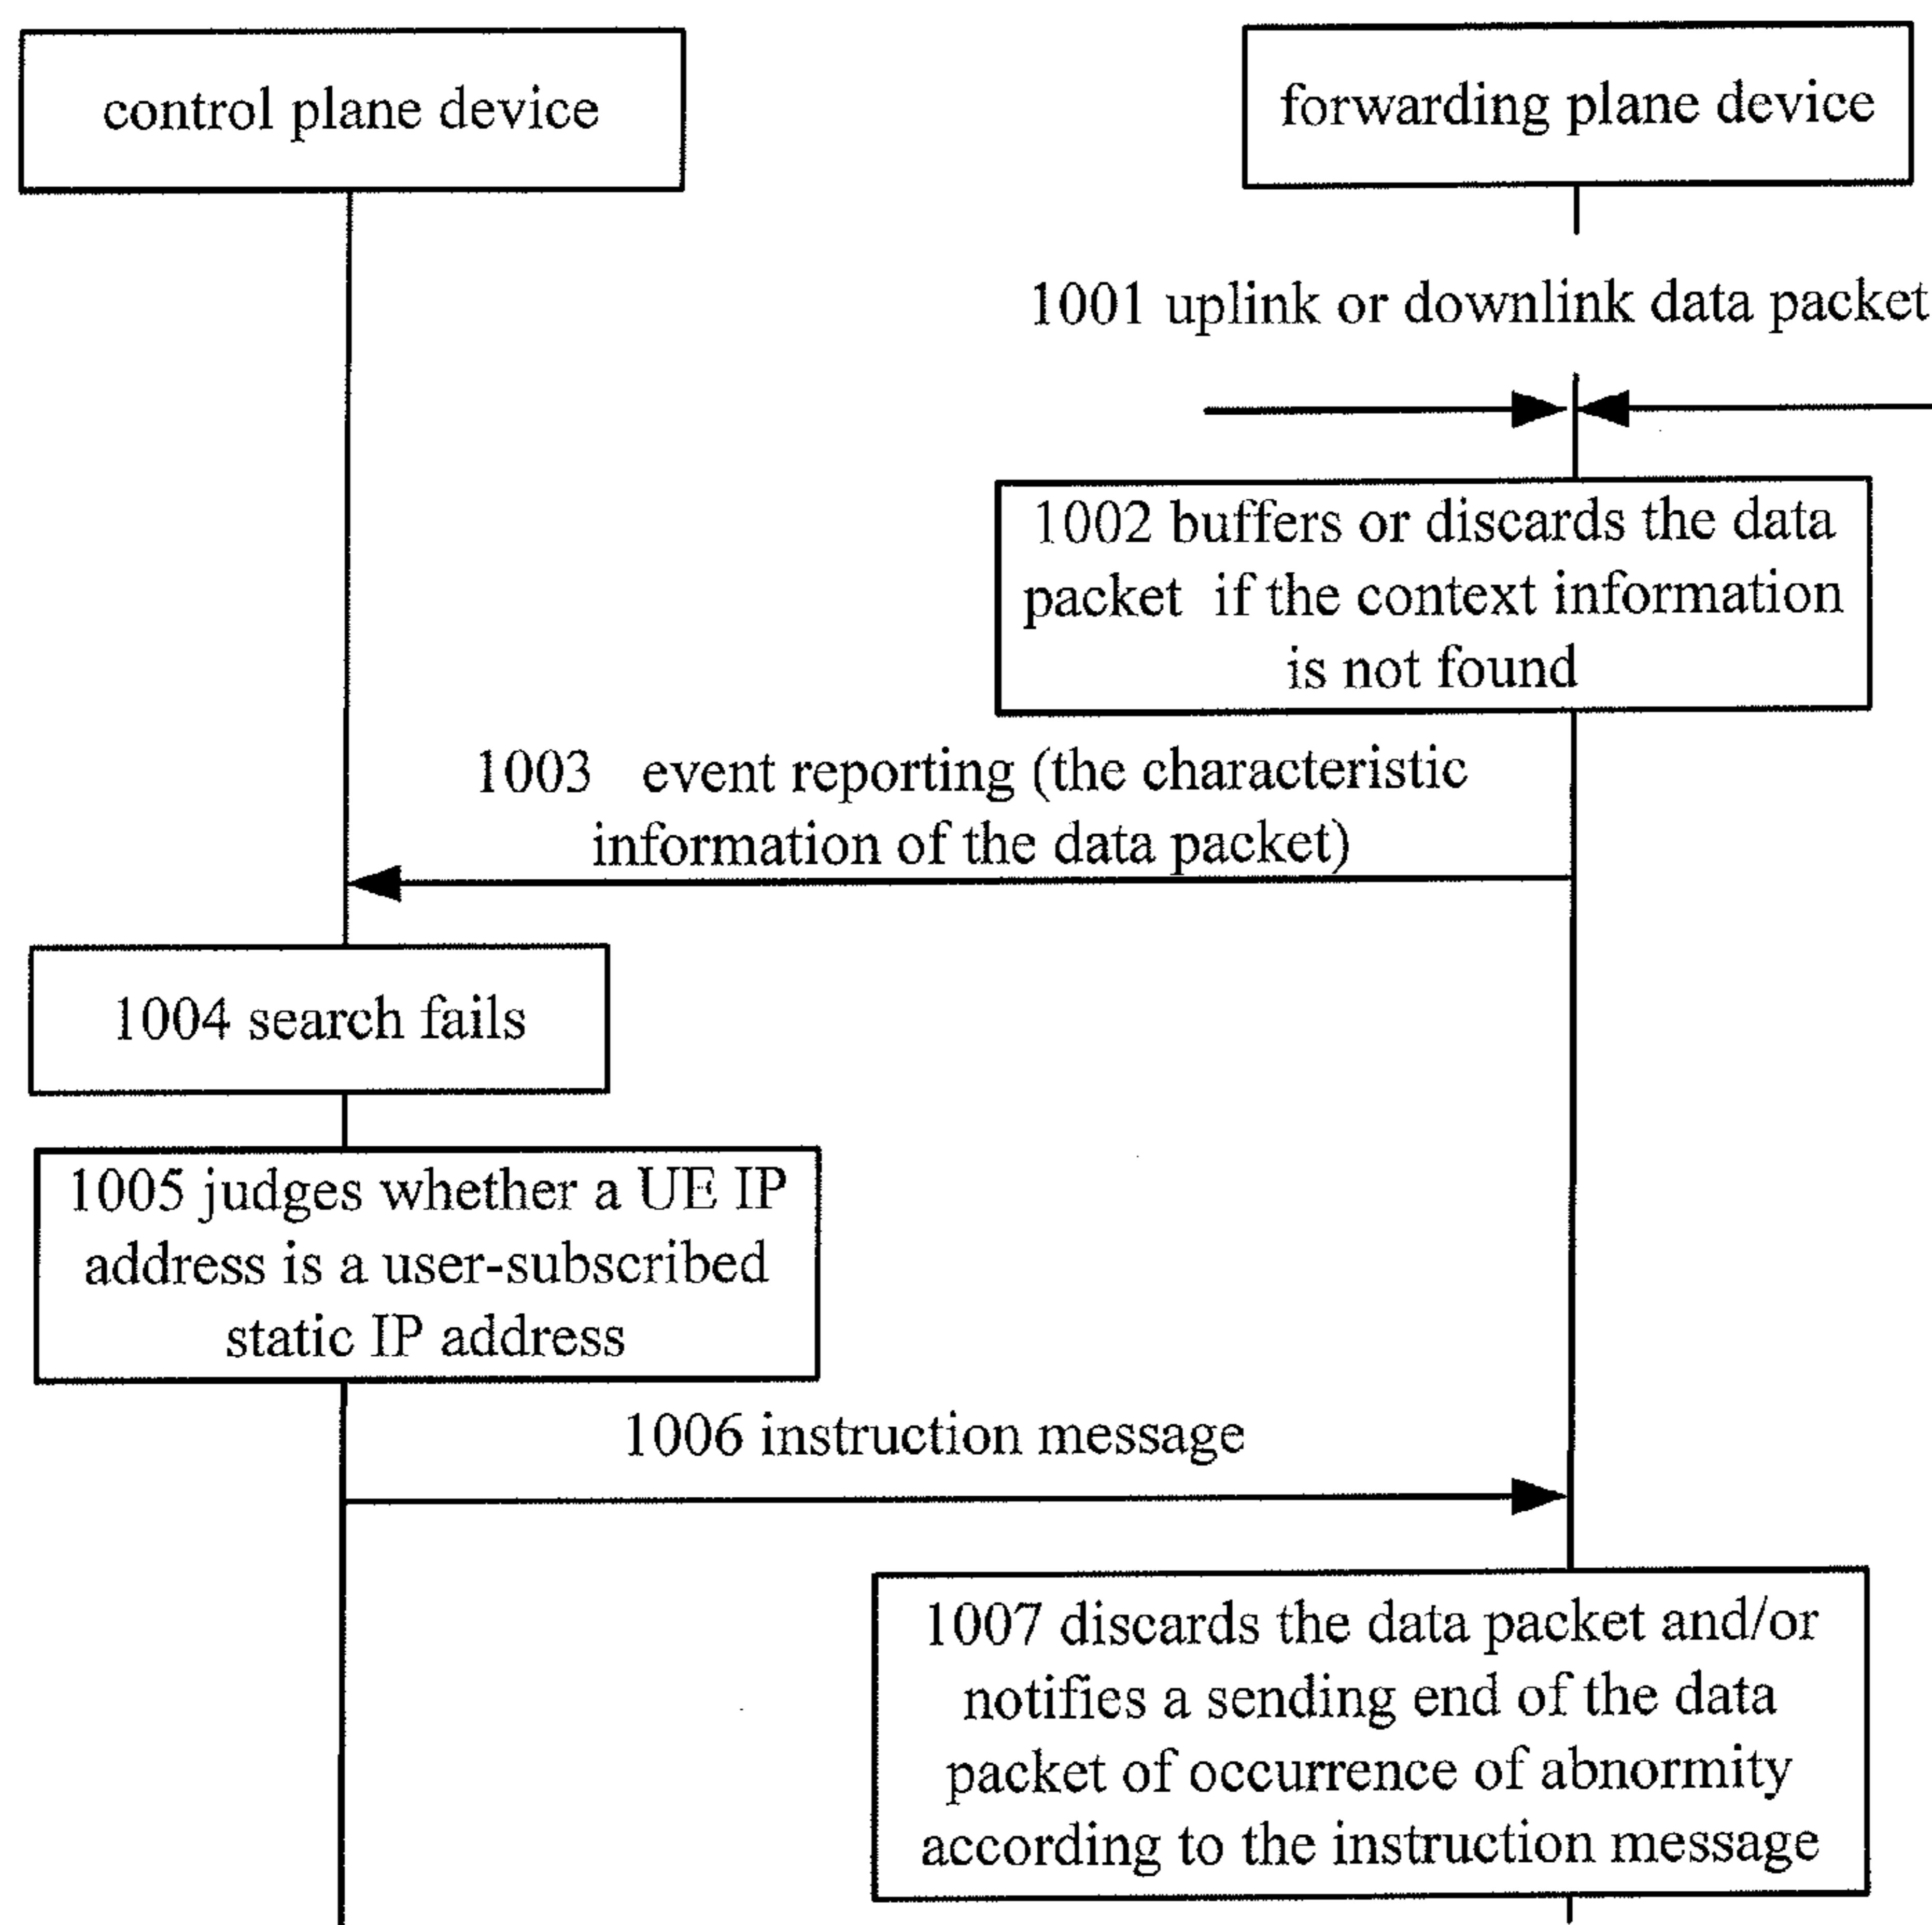 control plane device
forwarding plane device
1001 uplink or downlink data packet
1002 buffers or discards the data
packet if the context information
is not found
1003 event reporting (the characteristic
information of the data packet)
1004 search fails
1005 judges whether a UE IP
address is a user-subscribed
static IP address
1006 instruction message
1007 discards the data packet and/or
notifies a sending end of the data
packet of occurrence of abnormity
according to the instruction message